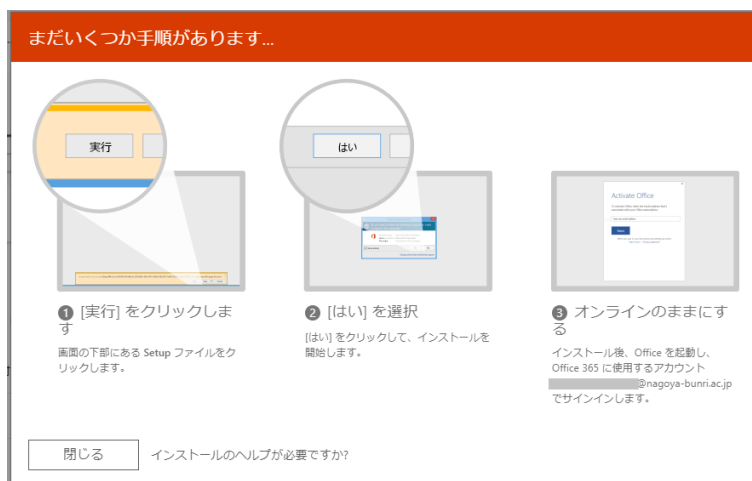 まだいくつか手順があります...
実行
はい
Activate Office
❶ [実行] をクリックしま
す
画面の下部にある Setup ファイルをク
リックします。
❷ [はい] を選択
[はい] をクリックして、インストールを
開始します。
❸ オンラインのままにす
る
インストール後、Office を起動し、
Office 365 に使用するアカウント
@nagoya-bunri.ac.jp
でサインインします。
閉じる
インストールのヘルプが必要ですか?